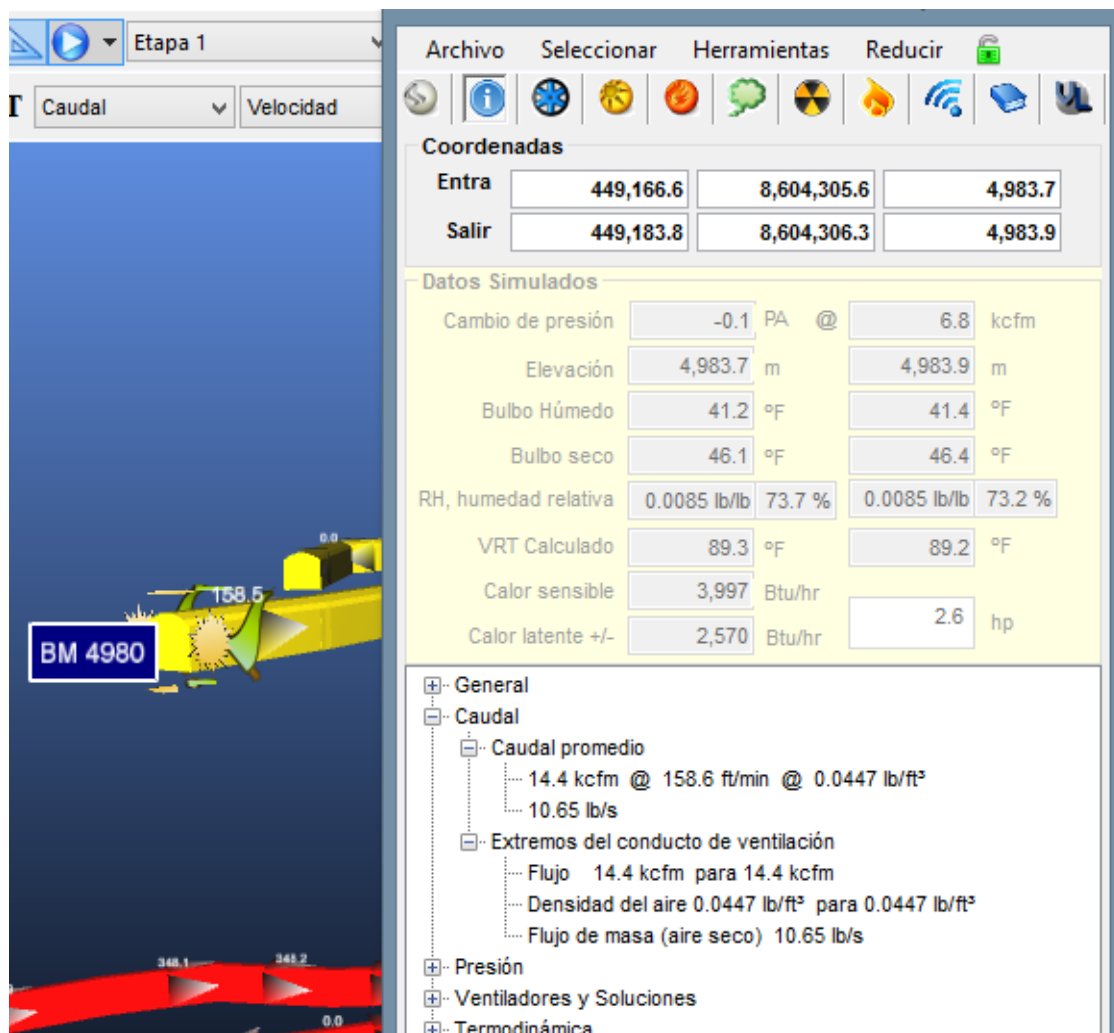 Etapa 1
T Caudal Velocidad
158.5
0.0
BM 4980
348.1 348.2
0.0
Archivo Seleccionar Herramientas Reducir
Coordenadas
Entra 449,166.6 8,604,305.6 4,983.7
Salir 449,183.8 8,604,306.3 4,983.9
Datos Simulados
Cambio de presión -0.1 PA @ 6.8 kcfm
Elevación 4,983.7 m 4,983.9 m
Bulbo Húmedo 41.2 ºF 41.4 ºF
Bulbo seco 46.1 ºF 46.4 ºF
RH, humedad relativa 0.0085 lb/lb 73.7 % 0.0085 lb/lb 73.2 %
VRT Calculado 89.3 ºF 89.2 ºF
Calor sensible 3,997 Btu/hr
2.6 hp
Calor latente +/- 2,570 Btu/hr
General
Caudal
Caudal promedio
14.4 kcfm @ 158.6 ft/min @ 0.0447 lb/ft³
10.65 lb/s
Extremos del conducto de ventilación
Flujo 14.4 kcfm para 14.4 kcfm
Densidad del aire 0.0447 lb/ft³ para 0.0447 lb/ft³
Flujo de masa (aire seco) 10.65 lb/s
Presión
Ventiladores y Soluciones
Termodinámica